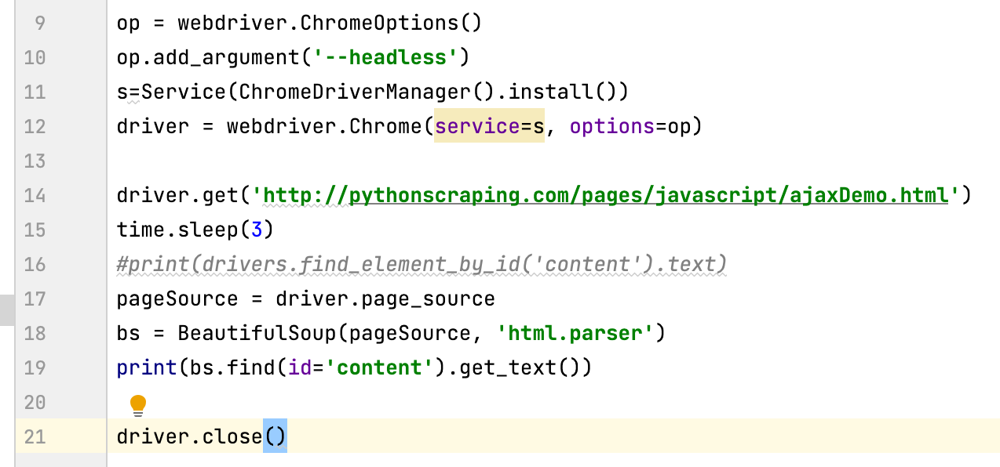 9 op = webdriver.ChromeOptions()
10 op.add_argument('--headless')
11 s=Service(ChromeDriverManager().install())
12 driver = webdriver.Chrome(service=s, options=op)
13
14 driver.get('http://pythonscraping.com/pages/javascript/ajaxDemo.html')
15 time.sleep(3)
16 #print(drivers.find_element_by_id('content').text)
17 pageSource = driver.page_source
18 bs = BeautifulSoup(pageSource, 'html.parser')
19 print(bs.find(id='content').get_text())
20
21 driver.close()